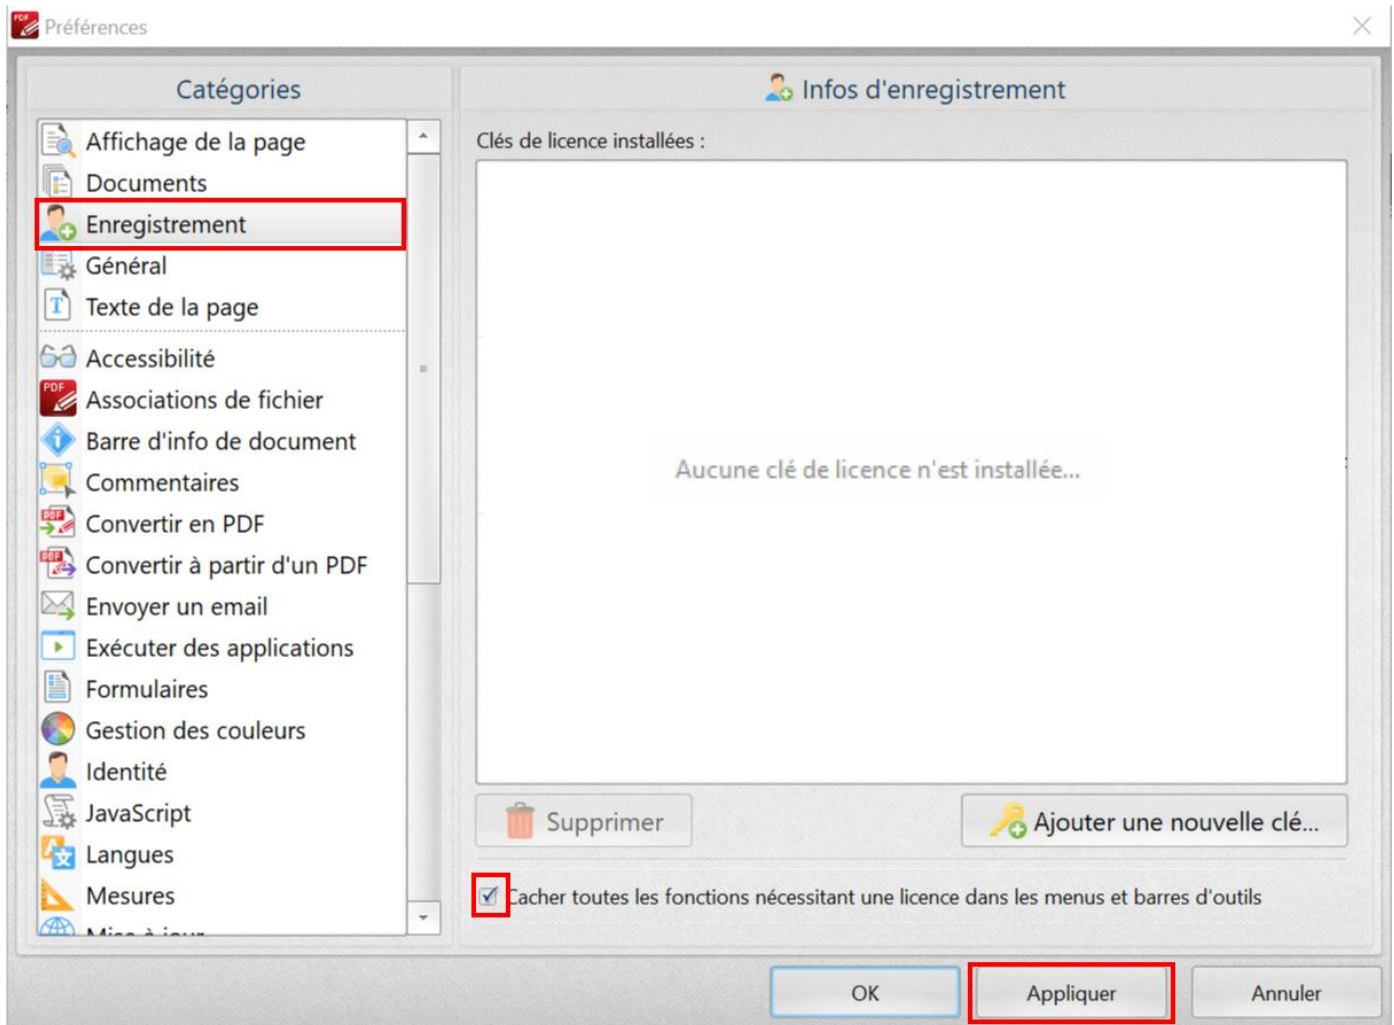 Préférences
Catégories
Affichage de la page
Documents
Enregistrement
Général
Texte de la page
Accessibilité
Associations de fichier
Barre d'info de document
Commentaires
Convertir en PDF
Convertir à partir d'un PDF
Envoyer un email
Exécuter des applications
Formulaires
Gestion des couleurs
Identité
JavaScript
Langues
Mesures
Mise à jour
Infos d'enregistrement
Clés de licence installées :
Aucune clé de licence n'est installée...
Supprimer
Ajouter une nouvelle clé...
Cacher toutes les fonctions nécessitant une licence dans les menus et barres d'outils
OK
Appliquer
Annuler